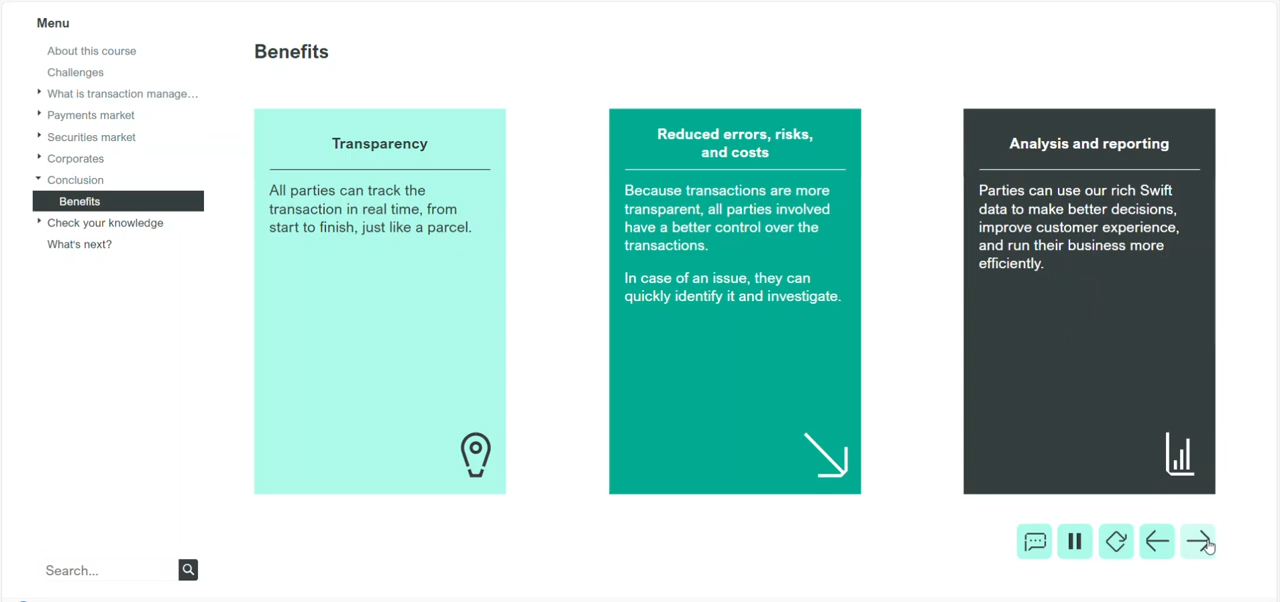 Menu
About this course
Challenges
What is transaction manage...
Payments market
Securities market
Corporates
Conclusion
Benefits
Check your knowledge
What's next?
Search...
Benefits
Transparency
All parties can track the
transaction in real time, from
start to finish, just like a parcel.
Reduced errors, risks,
and costs
Because transactions are more
transparent, all parties involved
have a better control over the
transactions.
In case of an issue, they can
quickly identify it and investigate.
Analysis and reporting
Parties can use our rich Swift
data to make better decisions,
improve customer experience,
and run their business more
efficiently.